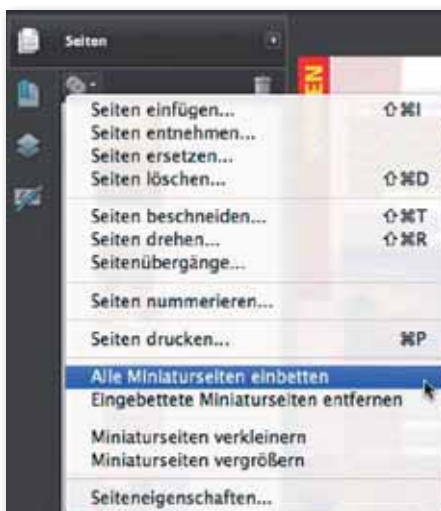 Seiten
Seiten einfügen... ⇧⌘I
Seiten entnehmen...
Seiten ersetzen...
Seiten löschen... ⇧⌘D
Seiten beschneiden... ⇧⌘T
Seiten drehen... ⇧⌘R
Seitenübergänge...
Seiten nummerieren...
Seiten drucken... ⌘P
Alle Miniaturseiten einbetten
Eingebettete Miniaturseiten entfernen
Miniaturseiten verkleinern
Miniaturseiten vergrößern
Seiteneigenschaften...